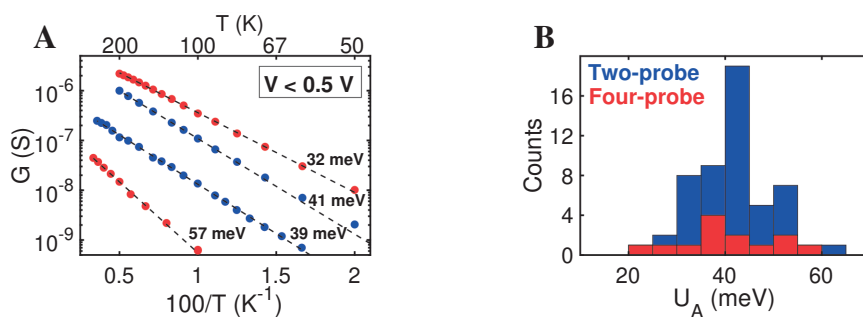 A
T (K)
200 100 67 50
V < 0.5 V
10⁻⁶
10⁻⁷
10⁻⁸
10⁻⁹
G (S)
32 meV
41 meV
57 meV 39 meV
0.5 1 1.5 2
100/T (K⁻¹)
B
Two-probe
Four-probe
16
12
8
4
0
Counts
20 40 60
U_A (meV)